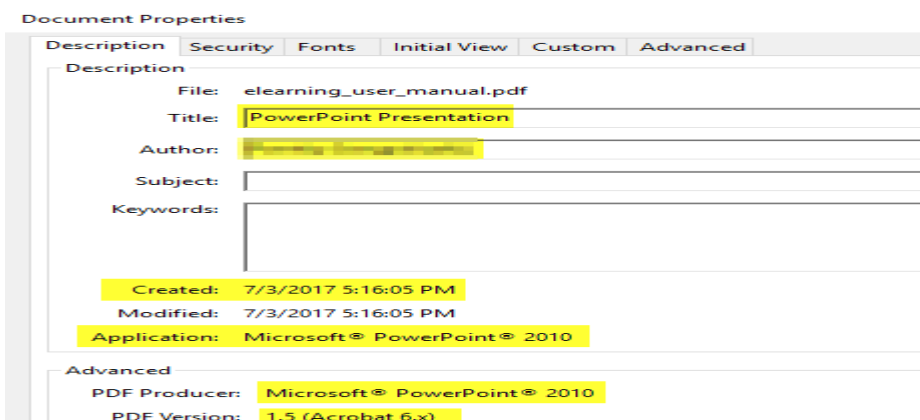 Document Properties
Description Security Fonts Initial View Custom Advanced
Description
File: elearning_user_manual.pdf
Title: PowerPoint Presentation
Author:
Subject:
Keywords:
Created: 7/3/2017 5:16:05 PM
Modified: 7/3/2017 5:16:05 PM
Application: Microsoft® PowerPoint® 2010
Advanced
PDF Producer: Microsoft® PowerPoint® 2010
PDF Version: 1.5 (Acrobat 6.x)